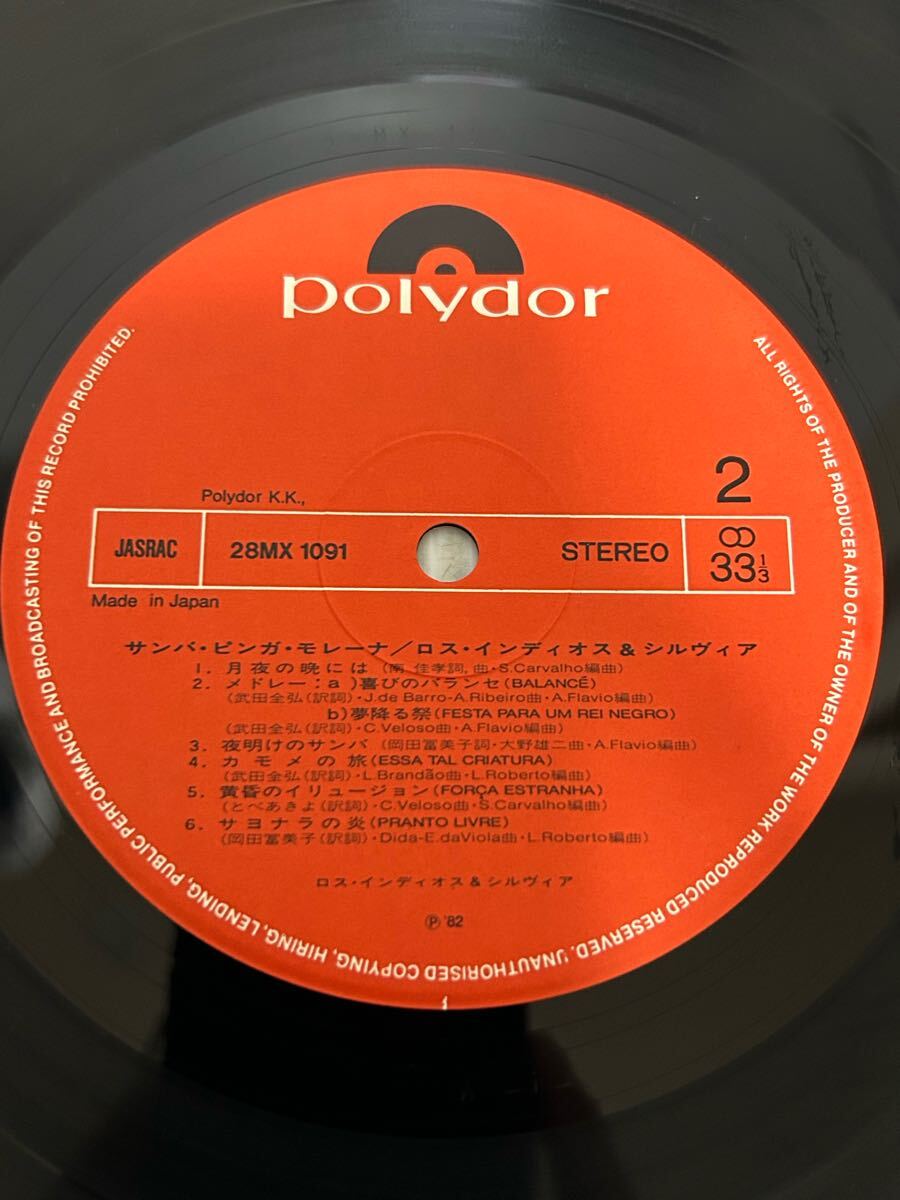 polydor
2
Polydor K.K.,
JASRAC
28MX 1091
STEREO
33 1/3
Made in Japan
サンバ・ピンガ・モレーナ/ロス・インディオス&シルヴィア
1. 月夜の晩には (南 佳孝詞,曲・S.Carvalho編曲)
2. メドレー:a)喜びのバランセ(BALANCÉ)
(武田全弘(訳詞)・J.de Barro-A.Ribeiro曲・A.Flavio編曲)
b)夢降る祭(FESTA PARA UM REI NEGRO)
(武田全弘(訳詞)・C.Veloso曲・A.Flavio編曲)
3. 夜明けのサンバ (岡田冨美子詞・大野雄二曲・A.Flavio編曲)
4. カモメの旅(ESSA TAL CRIATURA)
(武田全弘(訳詞)・L.Brandão曲・L.Roberto編曲)
5. 黄昏のイリュージョン(FORÇA ESTRANHA)
(とべあきよ(訳詞)・C.Veloso曲・S.Carvalho編曲)
6. サヨナラの炎(PRANTO LIVRE)
(岡田冨美子(訳詞)・Dida-E.daViola曲・L.Roberto編曲)
ロス・インディオス&シルヴィア
Ⓟ '82
ALL RIGHTS OF THE PRODUCER AND OF THE OWNER OF THE WORK REPRODUCED RESERVED. UNAUTHORISED COPYING, HIRING, LENDING, PUBLIC PERFORMANCE AND BROADCASTING OF THIS RECORD PROHIBITED.